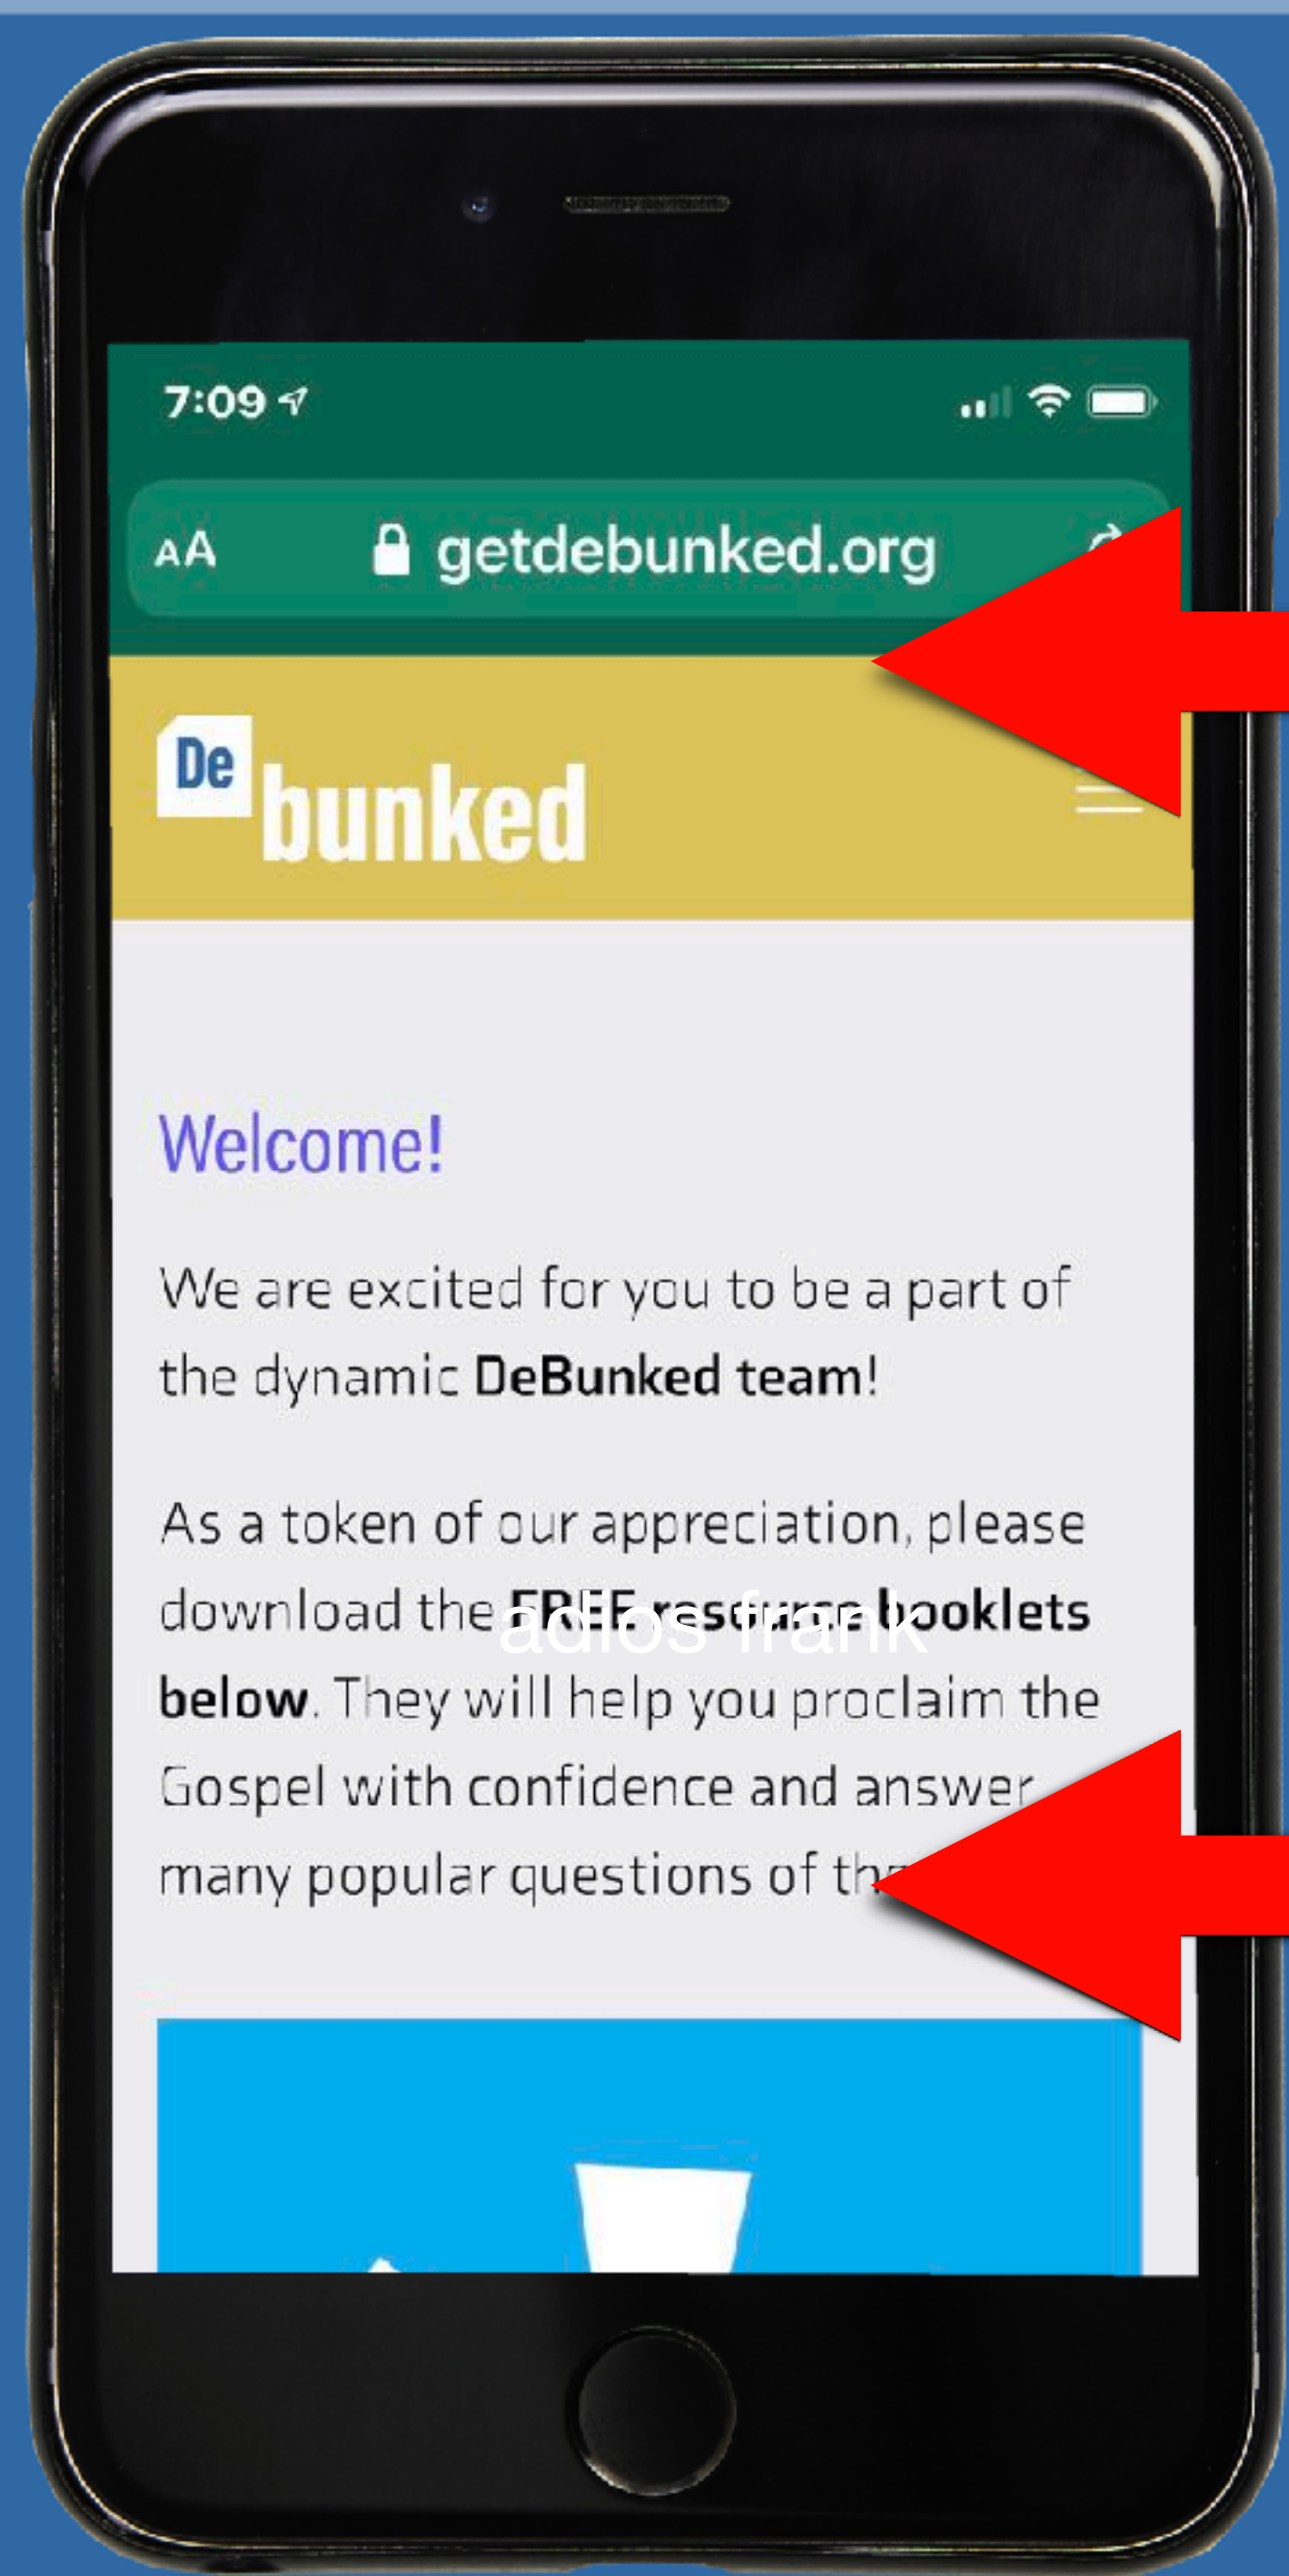 7:09
AA getdebunked.org
De
bunked
Welcome!
We are excited for you to be a part of
the dynamic DeBunked team!
As a token of our appreciation, please
download the FREE resource booklets
adios frank
below. They will help you proclaim the
Gospel with confidence and answer
many popular questions of